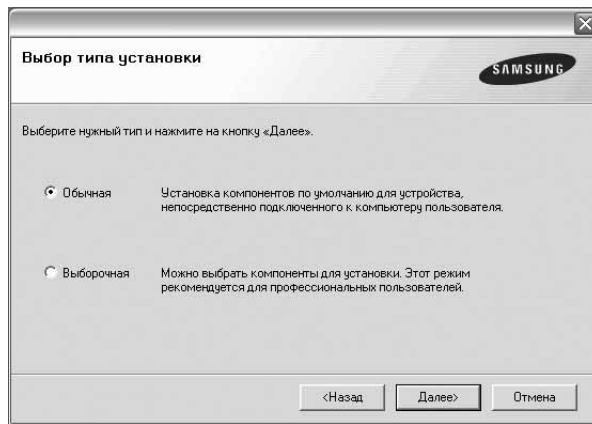 Выбор типа установки
SAMSUNG
Выберите нужный тип и нажмите на кнопку «Далее».
Обычная
Установка компонентов по умолчанию для устройства,
непосредственно подключенного к компьютеру пользователя.
Выборочная
Можно выбрать компоненты для установки. Этот режим
рекомендуется для профессиональных пользователей.
<Назад
Далее>
Отмена